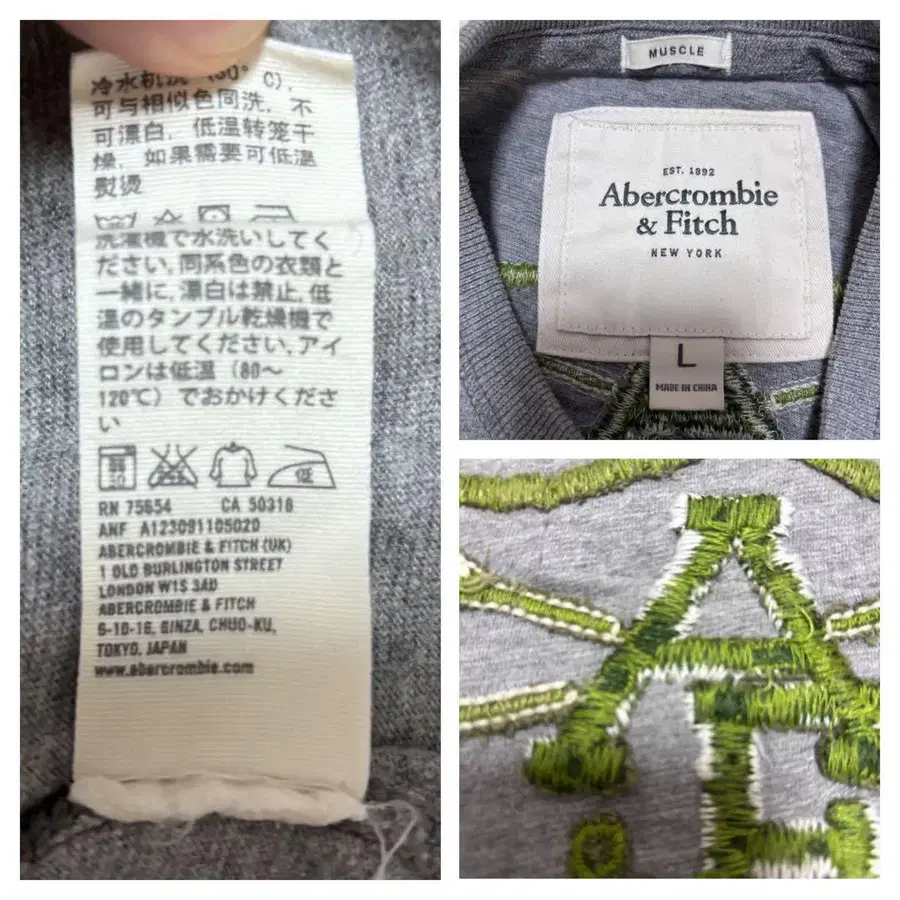 冷水机洗 (30° C),
可与相似色同洗, 不
可漂白, 低温转笼干
燥, 如果需要可低温
熨烫
洗濯機で水洗いしてく
ださい, 同系色の衣類と
一緒に, 漂白は禁止, 低
温のタンブル乾燥機で
使用してください, アイ
ロンは低温 (80～
120℃) でおかけくださ
い
低
RN 75654 CA 50318
ANF A123091105020
ABERCROMBIE & FITCH (UK)
1 OLD BURLINGTON STREET
LONDON W1S 3AD
ABERCROMBIE & FITCH
6-10-16, GINZA, CHUO-KU,
TOKYO, JAPAN
www.abercrombie.com
MUSCLE
EST. 1892
Abercrombie
& Fitch
NEW YORK
L
MADE IN CHINA
A